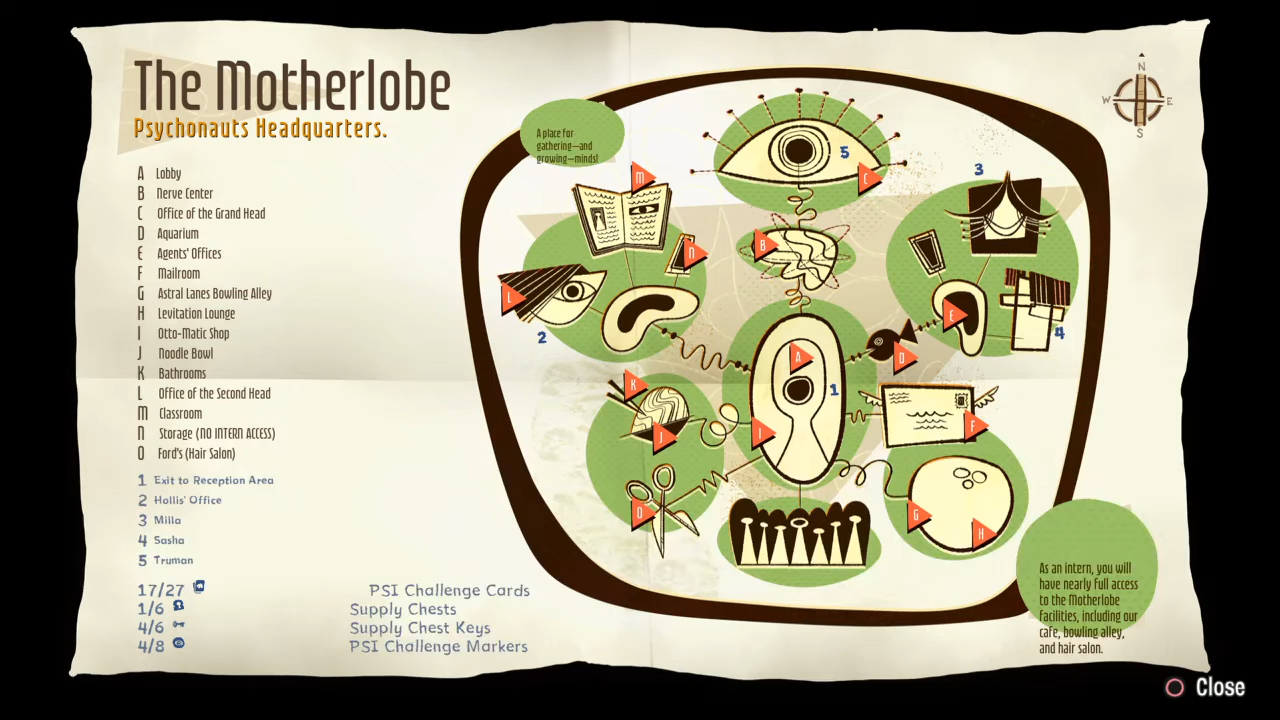 The Motherlobe
Psychonauts Headquarters.
A Lobby
B Nerve Center
C Office of the Grand Head
D Aquarium
E Agents' Offices
F Mailroom
G Astral Lanes Bowling Alley
H Levitation Lounge
I Otto-Matic Shop
J Noodle Bowl
K Bathrooms
L Office of the Second Head
M Classroom
N Storage (NO INTERN ACCESS)
O Ford's (Hair Salon)
1 Exit to Reception Area
2 Hollis' Office
3 Milla
4 Sasha
5 Truman
17/27 PSI Challenge Cards
1/6 Supply Chests
4/6 Supply Chest Keys
4/8 PSI Challenge Markers
A place for
gathering—and
growing—minds!
N
W E
S
5
C
M
3
B
N
L
E
2
4
A
D
K
1
J
I
F
O
G
H
As an intern, you will
have nearly full access
to the Motherlobe
facilities, including our
cafe, bowling alley,
and hair salon.
Close